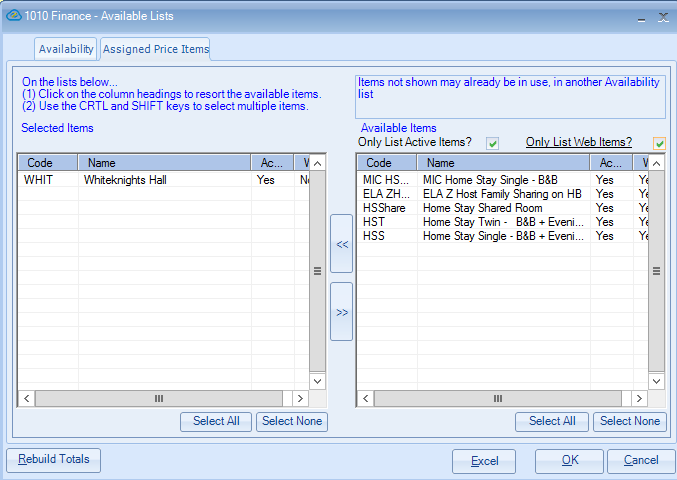 1010 Finance - Available Lists
Availability Assigned Price Items
On the lists below...
(1) Click on the column headings to resort the available items.
(2) Use the CRTL and SHIFT keys to select multiple items.
Items not shown may already be in use, in another Availability
list
Selected Items
Available Items
Only List Active Items? Only List Web Items?
Code Name Ac... W
WHIT Whiteknights Hall Yes No
Code Name Ac... W
MIC HS... MIC Home Stay Single - B&B Yes Ye
ELA ZH... ELA Z Host Family Sharing on HB Yes Ye
HSShare Home Stay Shared Room Yes Ye
HST Home Stay Twin - B&B + Eveni... Yes Ye
HSS Home Stay Single - B&B + Eveni... Yes Ye
<<
>>
Select All Select None
Select All Select None
Rebuild Totals Excel OK Cancel